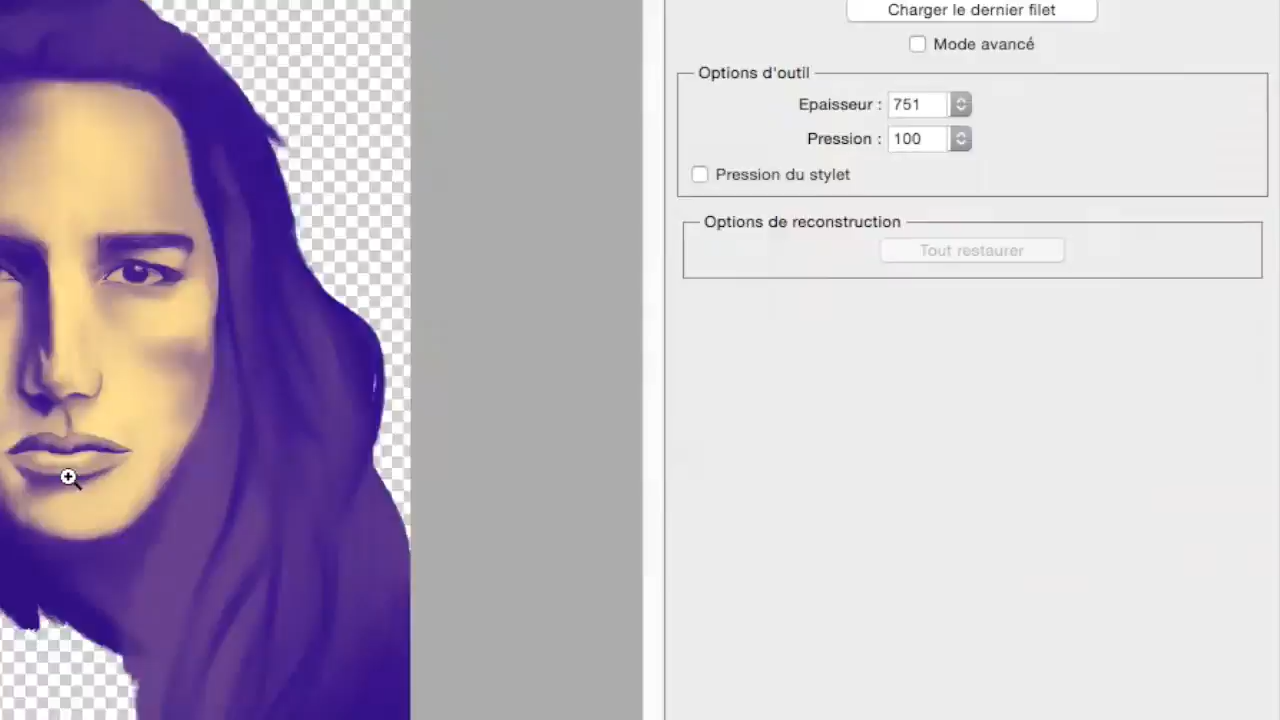 Charger le dernier filet
Mode avancé
Options d'outil
Epaisseur : 751
Pression : 100
Pression du stylet
Options de reconstruction
Tout restaurer